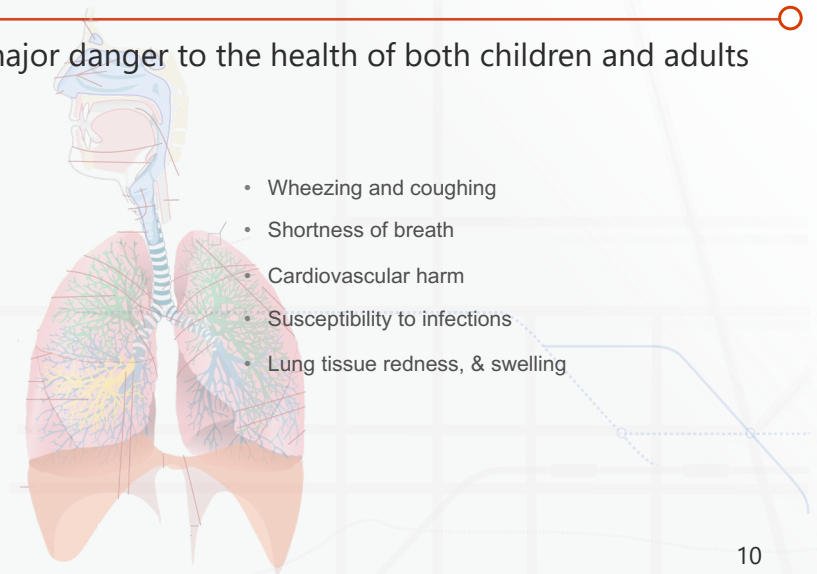 major danger to the health of both children and adults
• Wheezing and coughing
• Shortness of breath
• Cardiovascular harm
• Susceptibility to infections
• Lung tissue redness, & swelling
10